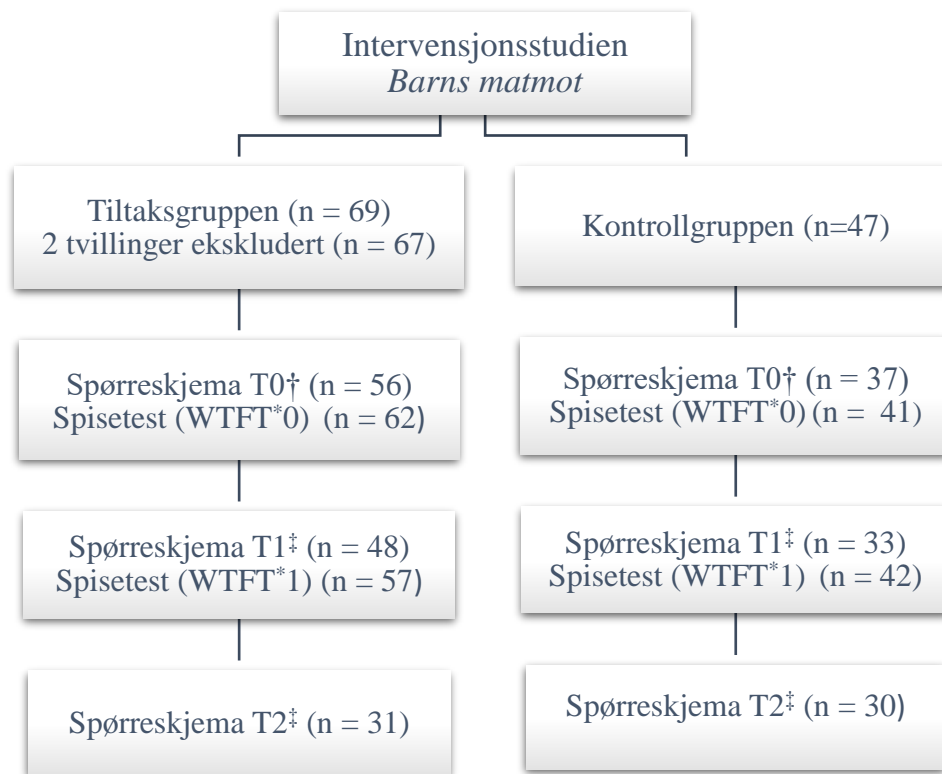 Intervensjonsstudien
Barns matmot
Tiltaksgruppen (n = 69)
2 tvillinger ekskludert (n = 67)
Kontrollgruppen (n=47)
Spørreskjema T0† (n = 56)
Spisetest (WTFT*0) (n = 62)
Spørreskjema T0† (n = 37)
Spisetest (WTFT*0) (n = 41)
Spørreskjema T1‡ (n = 48)
Spisetest (WTFT*1) (n = 57)
Spørreskjema T1‡ (n = 33)
Spisetest (WTFT*1) (n = 42)
Spørreskjema T2‡ (n = 31)
Spørreskjema T2‡ (n = 30)